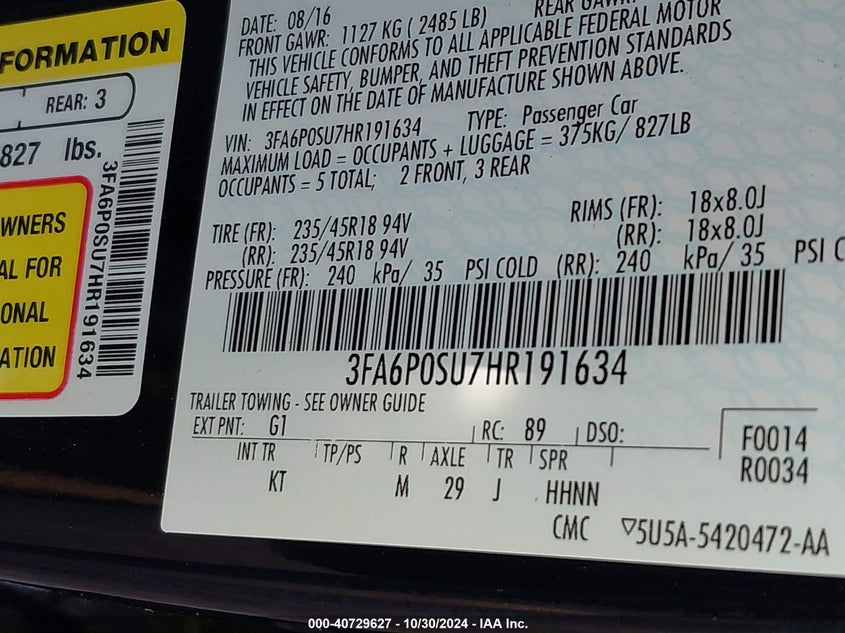 FORMATION
REAR: 3
827 lbs.
3FA6P0SU7HR191634
WNERS
AL FOR
ONAL
ATION
DATE: 08/16
FRONT GAWR: 1127 KG ( 2485 LB) REAR GAWR:
THIS VEHICLE CONFORMS TO ALL APPLICABLE FEDERAL MOTOR
VEHICLE SAFETY, BUMPER, AND THEFT PREVENTION STANDARDS
IN EFFECT ON THE DATE OF MANUFACTURE SHOWN ABOVE.
VIN: 3FA6P0SU7HR191634 TYPE: Passenger Car
MAXIMUM LOAD = OCCUPANTS + LUGGAGE = 375KG/ 827LB
OCCUPANTS = 5 TOTAL; 2 FRONT, 3 REAR
TIRE (FR): 235/45R18 94V RIMS (FR): 18x8.0J
(RR): 235/45R18 94V (RR): 18x8.0J
PRESSURE (FR): 240 kPa/ 35 PSI COLD (RR): 240 kPa/ 35 PSI C
3FA6P0SU7HR191634
TRAILER TOWING - SEE OWNER GUIDE
EXT PNT: G1 RC: 89 DSO: F0014
INT TR TP/PS R AXLE TR SPR R0034
KT M 29 J HHNN
CMC ▽5U5A-5420472-AA
000-40729627 - 10/30/2024 - IAA Inc.